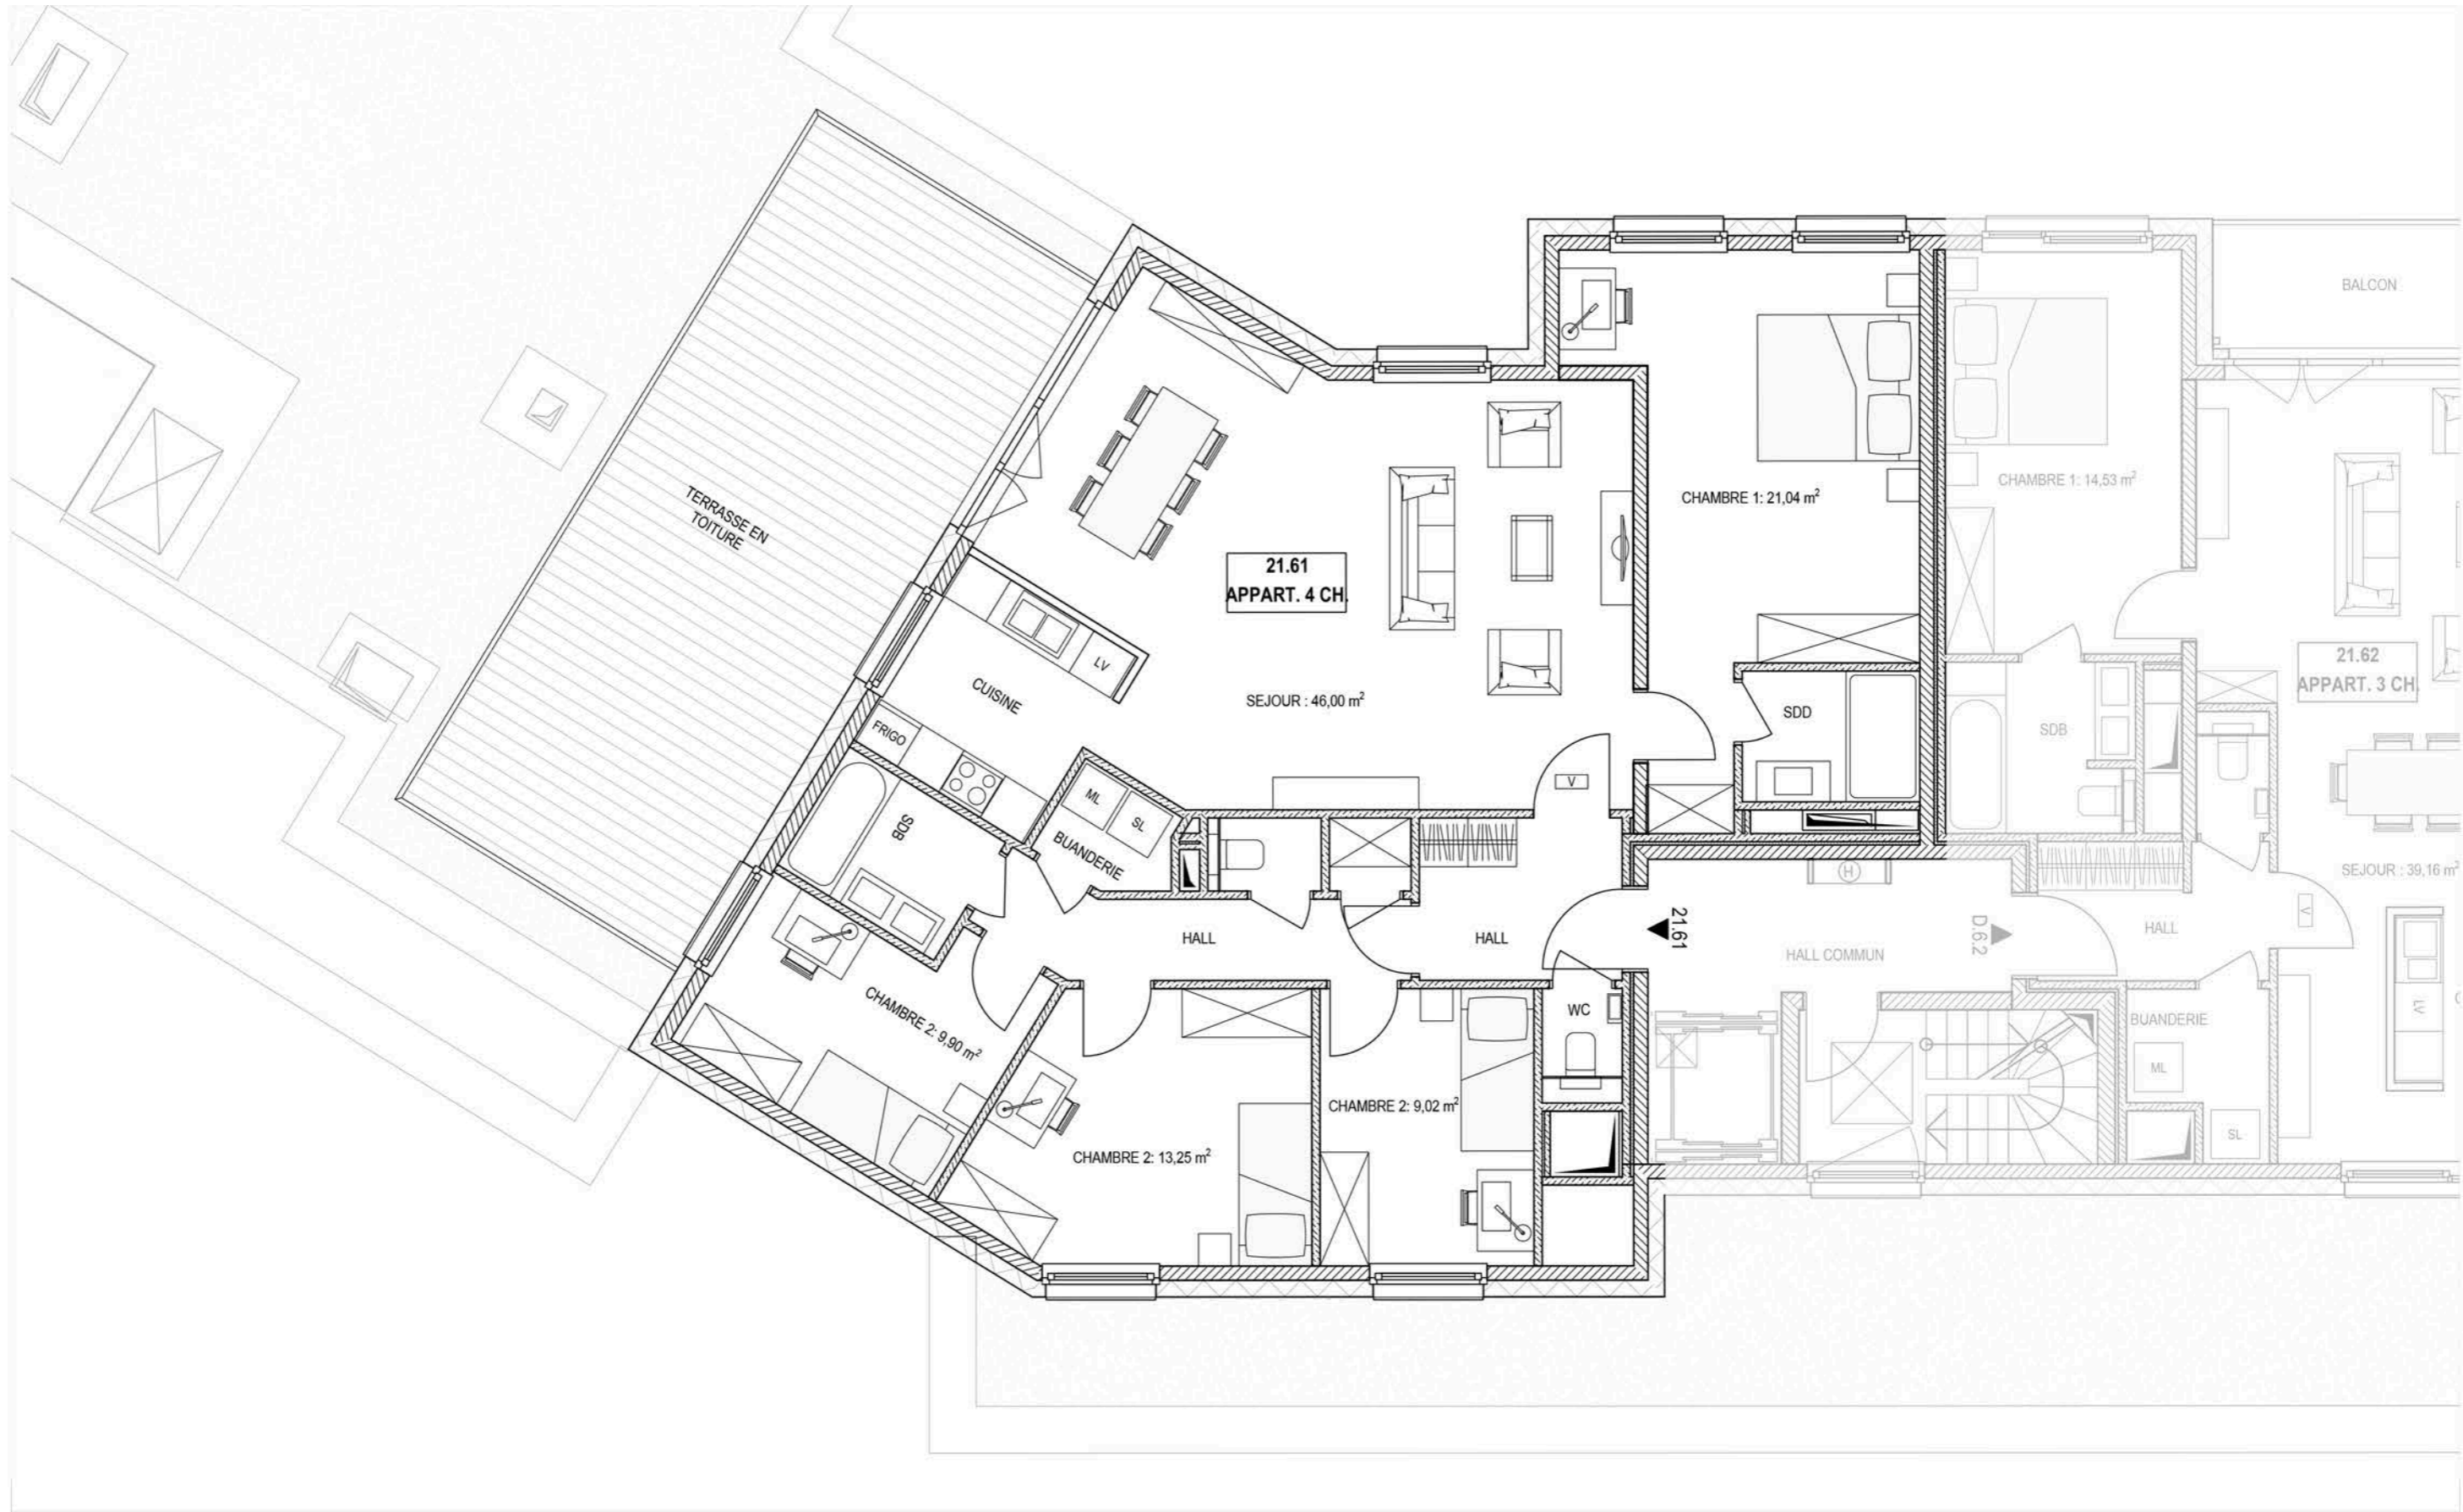 BALCON
TERRASSE EN
TOITURE
CHAMBRE 1: 21,04 m²
CHAMBRE 1: 14,53 m²
21.61
APPART. 4 CH.
21.62
APPART. 3 CH.
LV
CUISINE
SEJOUR : 46,00 m²
SDD
SDB
FRIGO
V
ML
SL
SDB
BUANDERIE
H
SEJOUR : 39,16 m²
HALL
HALL
21.61
HALL COMMUN
D.6.2
HALL
V
CHAMBRE 2: 9,90 m²
WC
LV
BUANDERIE
ML
CHAMBRE 2: 9,02 m²
SL
CHAMBRE 2: 13,25 m²